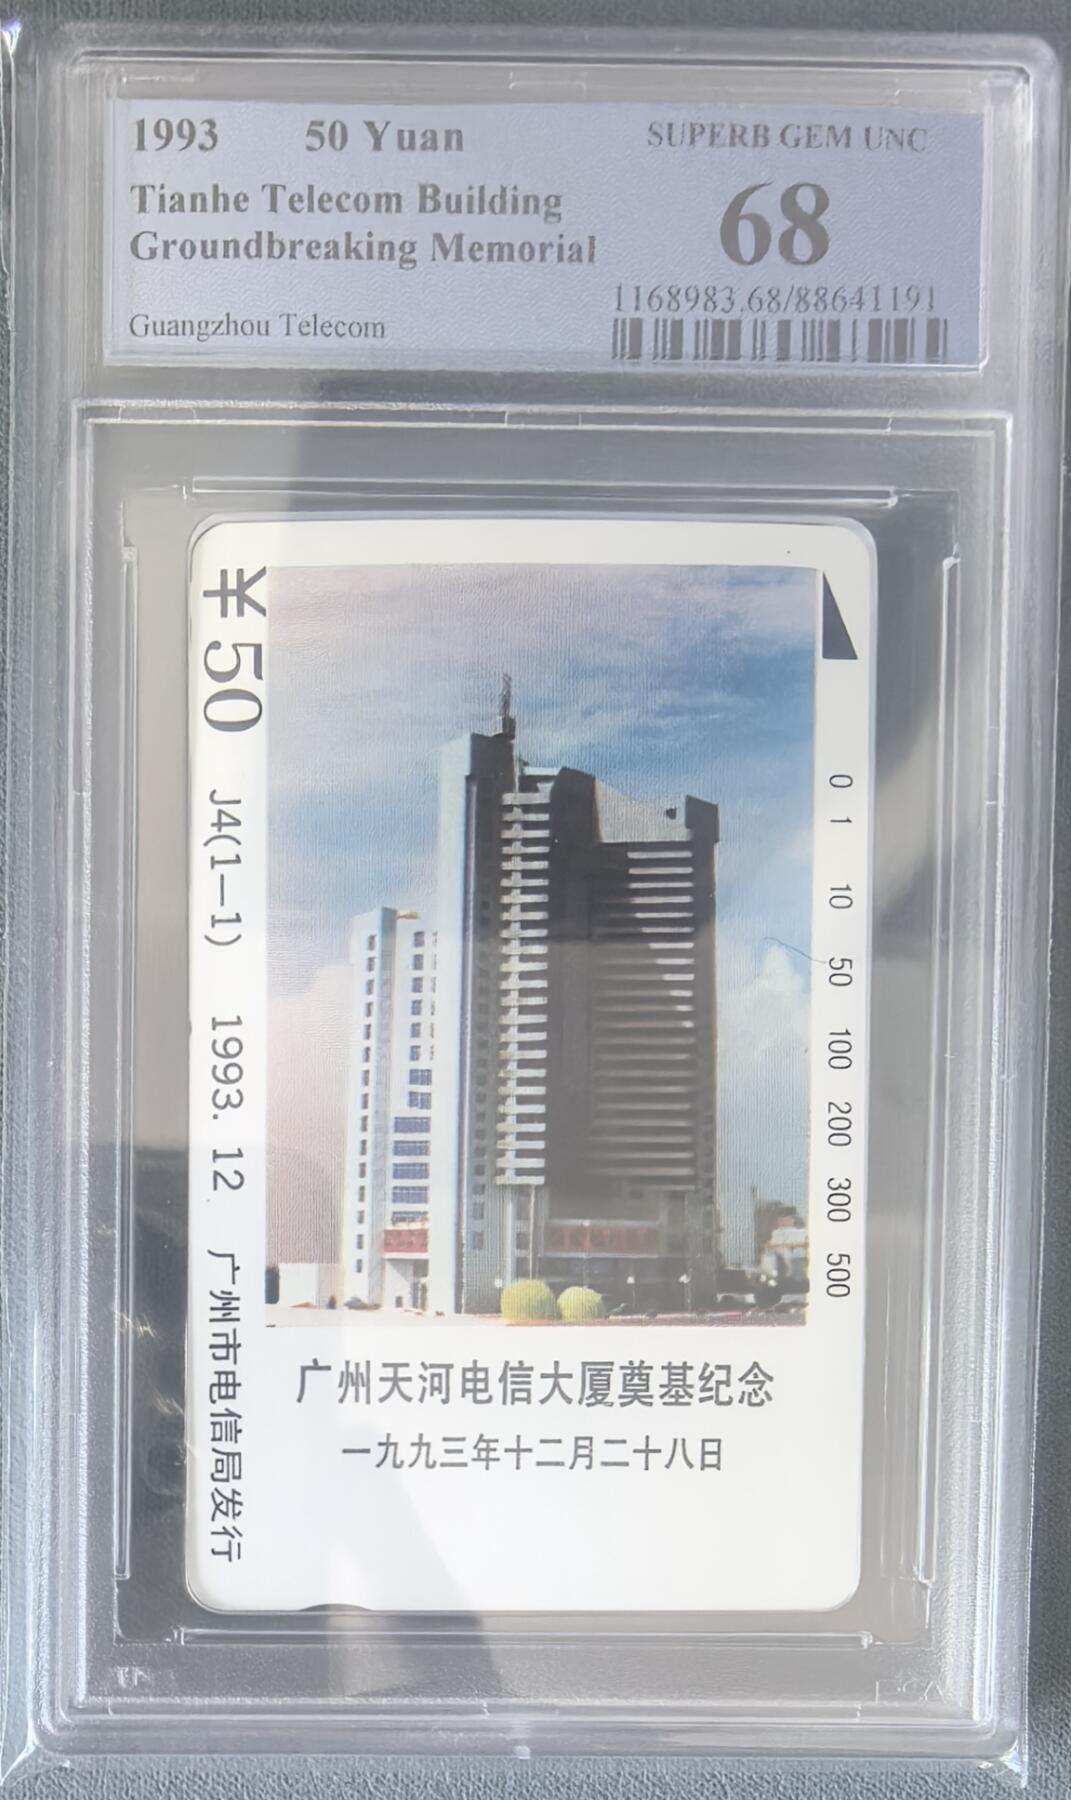 1993 50 Yuan
SUPERB GEM UNC
Tianhe Telecom Building
Groundbreaking Memorial
68
1168983.68/88641191
Guangzhou Telecom
¥50 J4(1—1) 1993.12 广州市电信局发行
0 1 10 50 100 200 300 500
广州天河电信大厦奠基纪念
一九九三年十二月二十八日